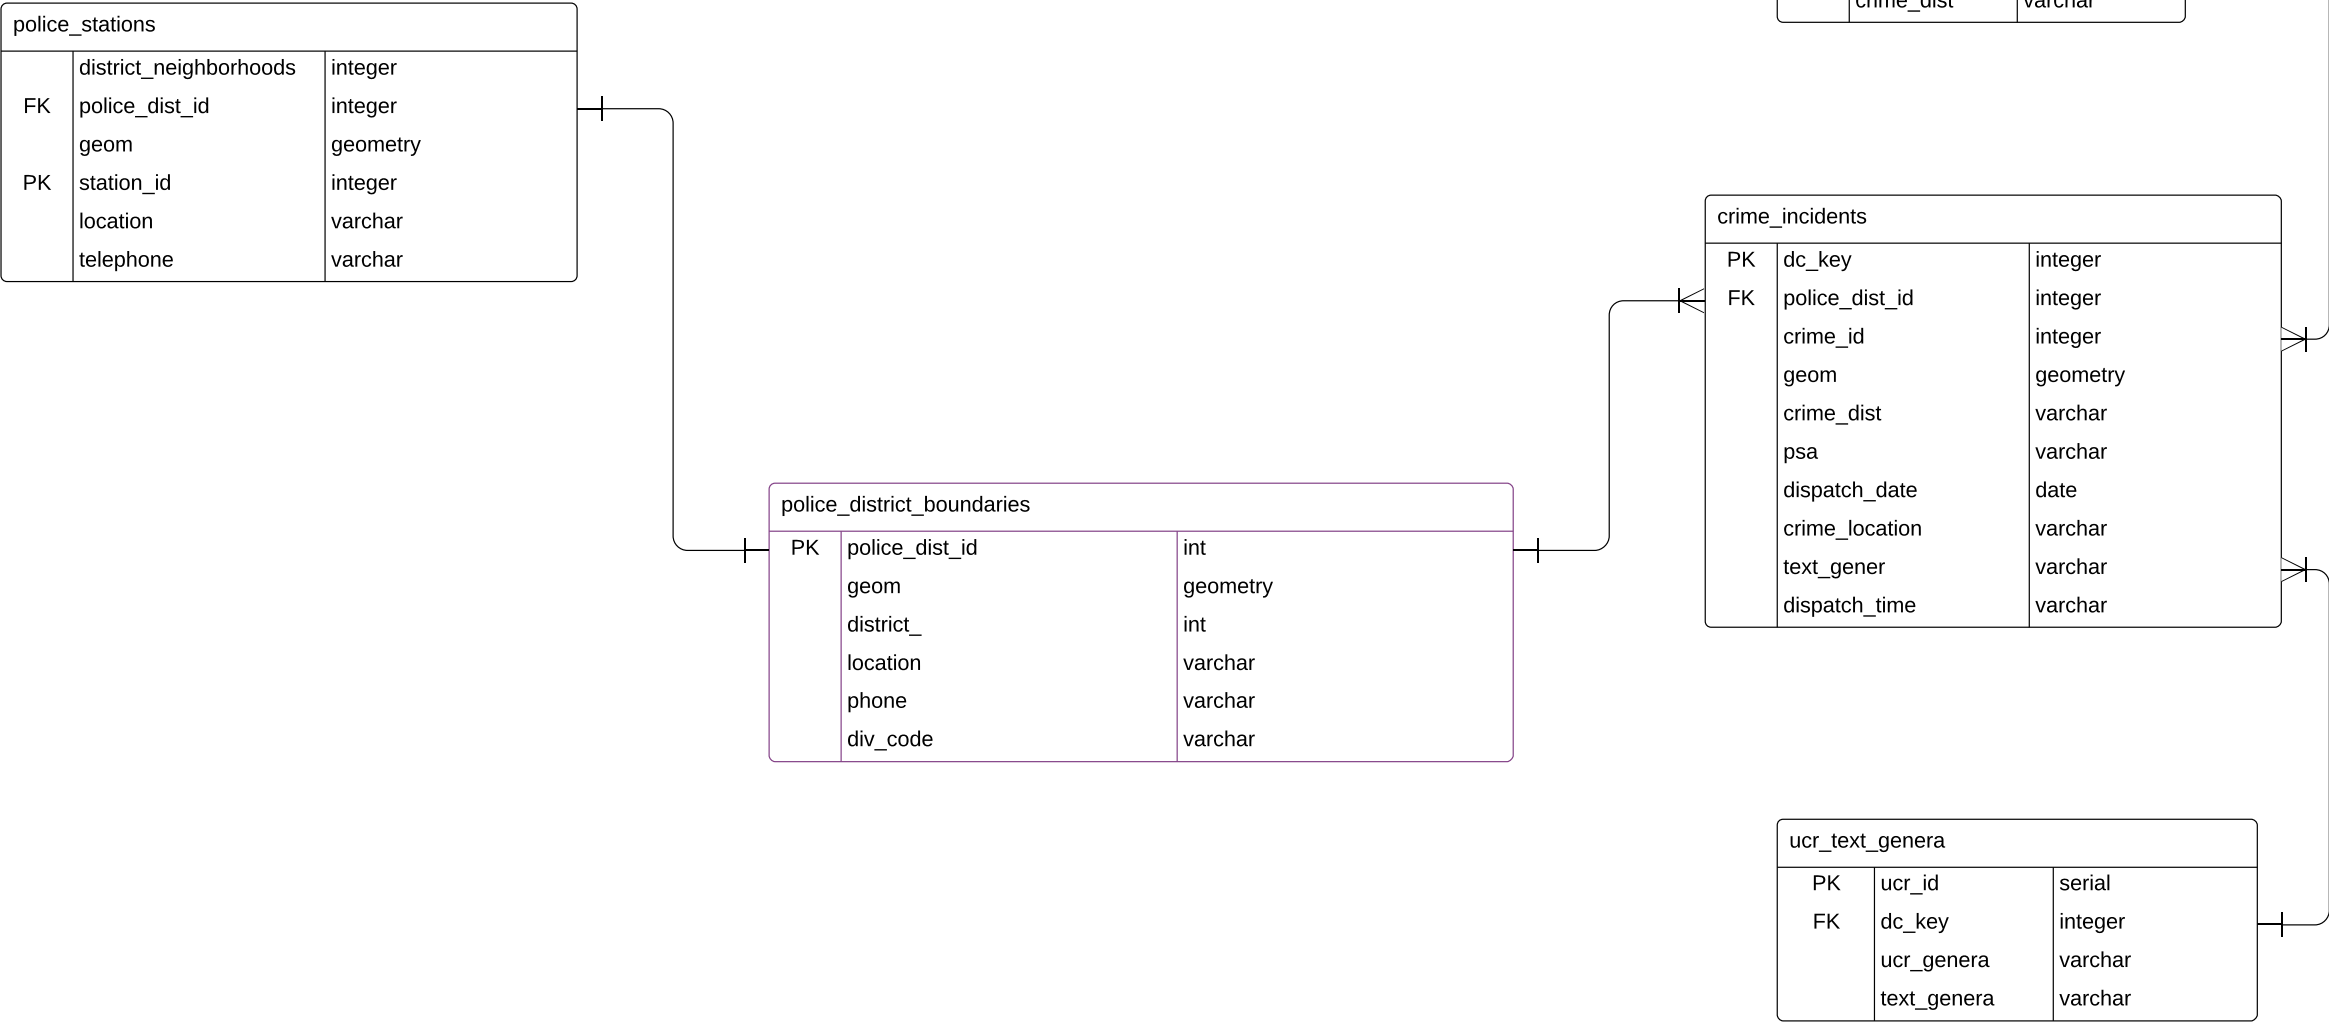 police_stations
district_neighborhoods integer
FK police_dist_id integer
geom geometry
PK station_id integer
location varchar
telephone varchar
crime_dist varchar
crime_incidents
PK dc_key integer
FK police_dist_id integer
crime_id integer
geom geometry
crime_dist varchar
psa varchar
dispatch_date date
crime_location varchar
text_gener varchar
dispatch_time varchar
police_district_boundaries
PK police_dist_id int
geom geometry
district_ int
location varchar
phone varchar
div_code varchar
ucr_text_genera
PK ucr_id serial
FK dc_key integer
ucr_genera varchar
text_genera varchar